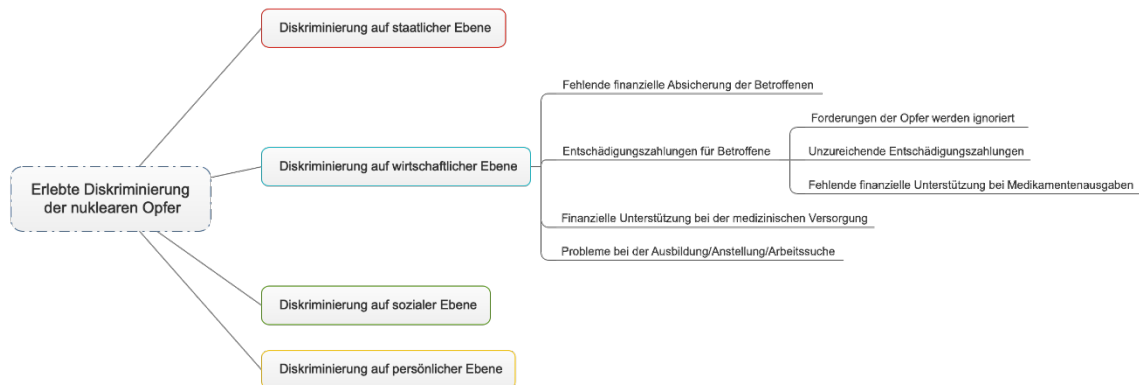 Diskriminierung auf staatlicher Ebene
Fehlende finanzielle Absicherung der Betroffenen
Forderungen der Opfer werden ignoriert
Diskriminierung auf wirtschaftlicher Ebene
Entschädigungszahlungen für Betroffene
Unzureichende Entschädigungszahlungen
Erlebte Diskriminierung
der nuklearen Opfer
Fehlende finanzielle Unterstützung bei Medikamentenausgaben
Finanzielle Unterstützung bei der medizinischen Versorgung
Probleme bei der Ausbildung/Anstellung/Arbeitssuche
Diskriminierung auf sozialer Ebene
Diskriminierung auf persönlicher Ebene